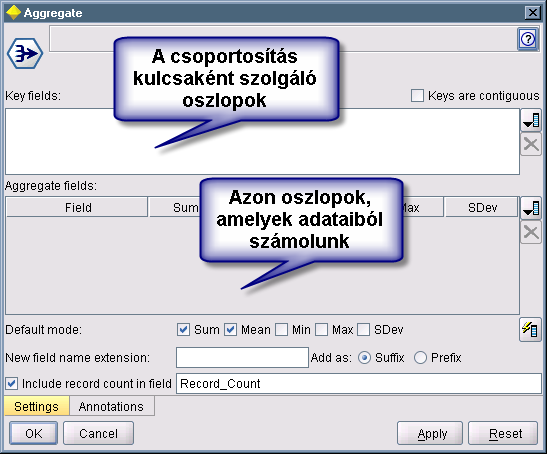 Aggregate
A csoportosítás
kulcsaként szolgáló
oszlopok
Key fields:
Keys are contiguous
Aggregate fields:
Field Sum Max SDev
Azon oszlopok,
amelyek adataiból
számolunk
Default mode: Sum Mean Min Max SDev
New field name extension: Add as: Suffix Prefix
Include record count in field Record_Count
Settings Annotations
OK Cancel Apply Reset